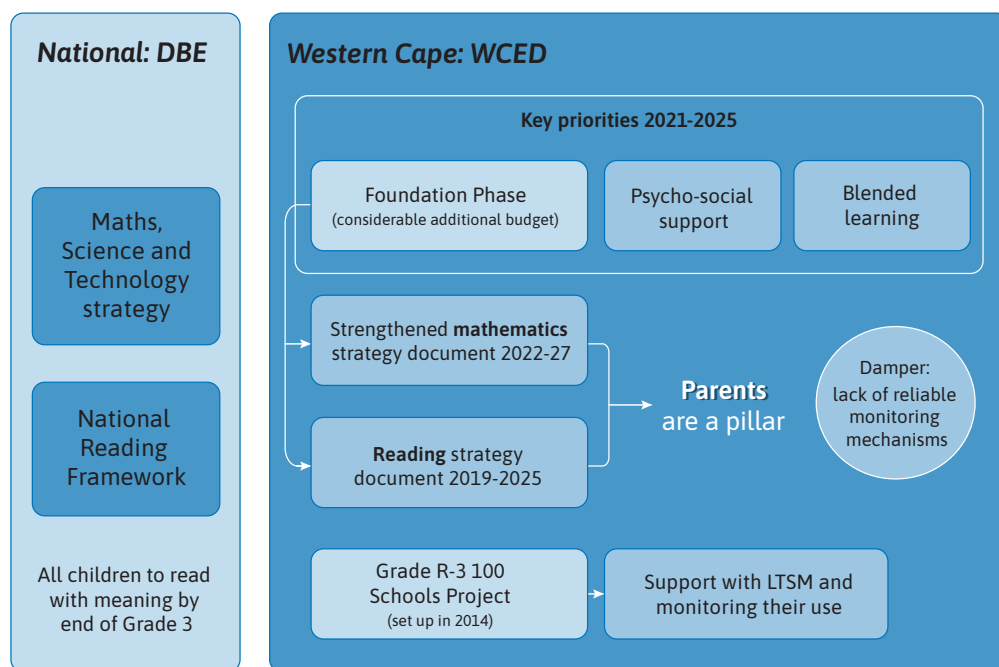 National: DBE
Maths,
Science and
Technology
strategy
National
Reading
Framework
All children to read
with meaning by
end of Grade 3
Western Cape: WCED
Key priorities 2021-2025
Foundation Phase
(considerable additional budget)
Psycho-social
support
Blended
learning
Strengthened mathematics
strategy document 2022-27
Reading strategy
document 2019-2025
Parents
are a pillar
Damper:
lack of reliable
monitoring
mechanisms
Grade R-3 100
Schools Project
(set up in 2014)
Support with LTSM and
monitoring their use